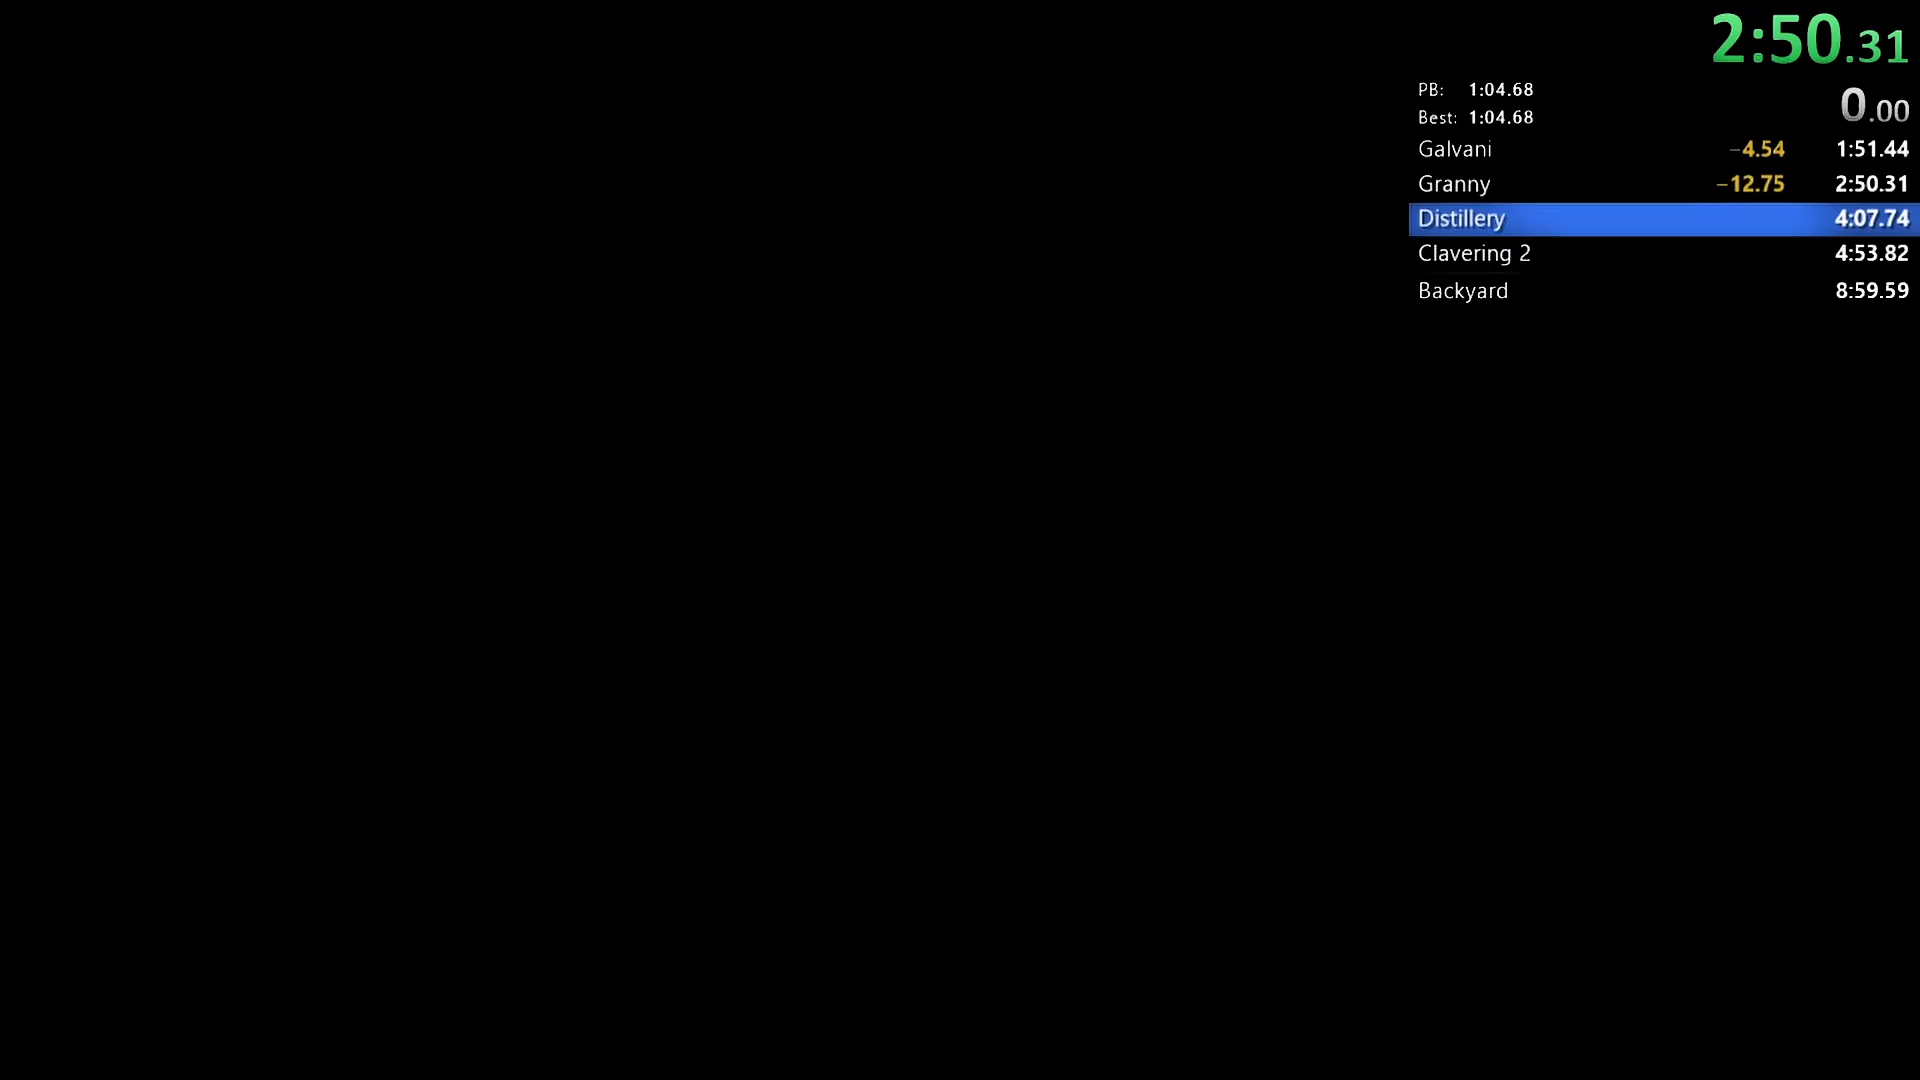 2:50.31
PB: 1:04.68
0.00
Best: 1:04.68
Galvani −4.54 1:51.44
Granny −12.75 2:50.31
Distillery 4:07.74
Clavering 2 4:53.82
Backyard 8:59.59